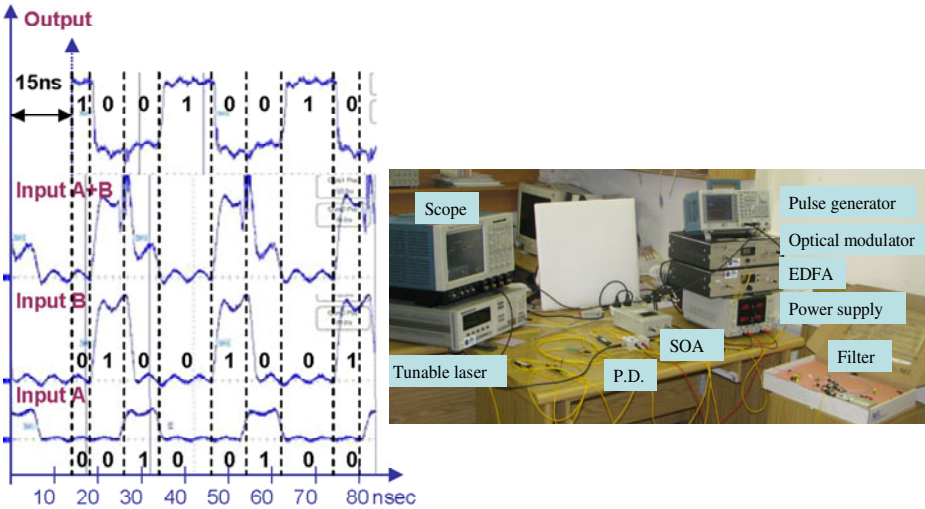 Output
15ns
1 0 0 1 0 0 1 0
Input A+B
Input B
0 1 0 0 1 0 0 1
Input A
0 0 1 0 0 1 0 0
10 20 30 40 50 60 70 80 nsec
Scope
Pulse generator
Optical modulator
EDFA
Power supply
SOA
Filter
Tunable laser
P.D.